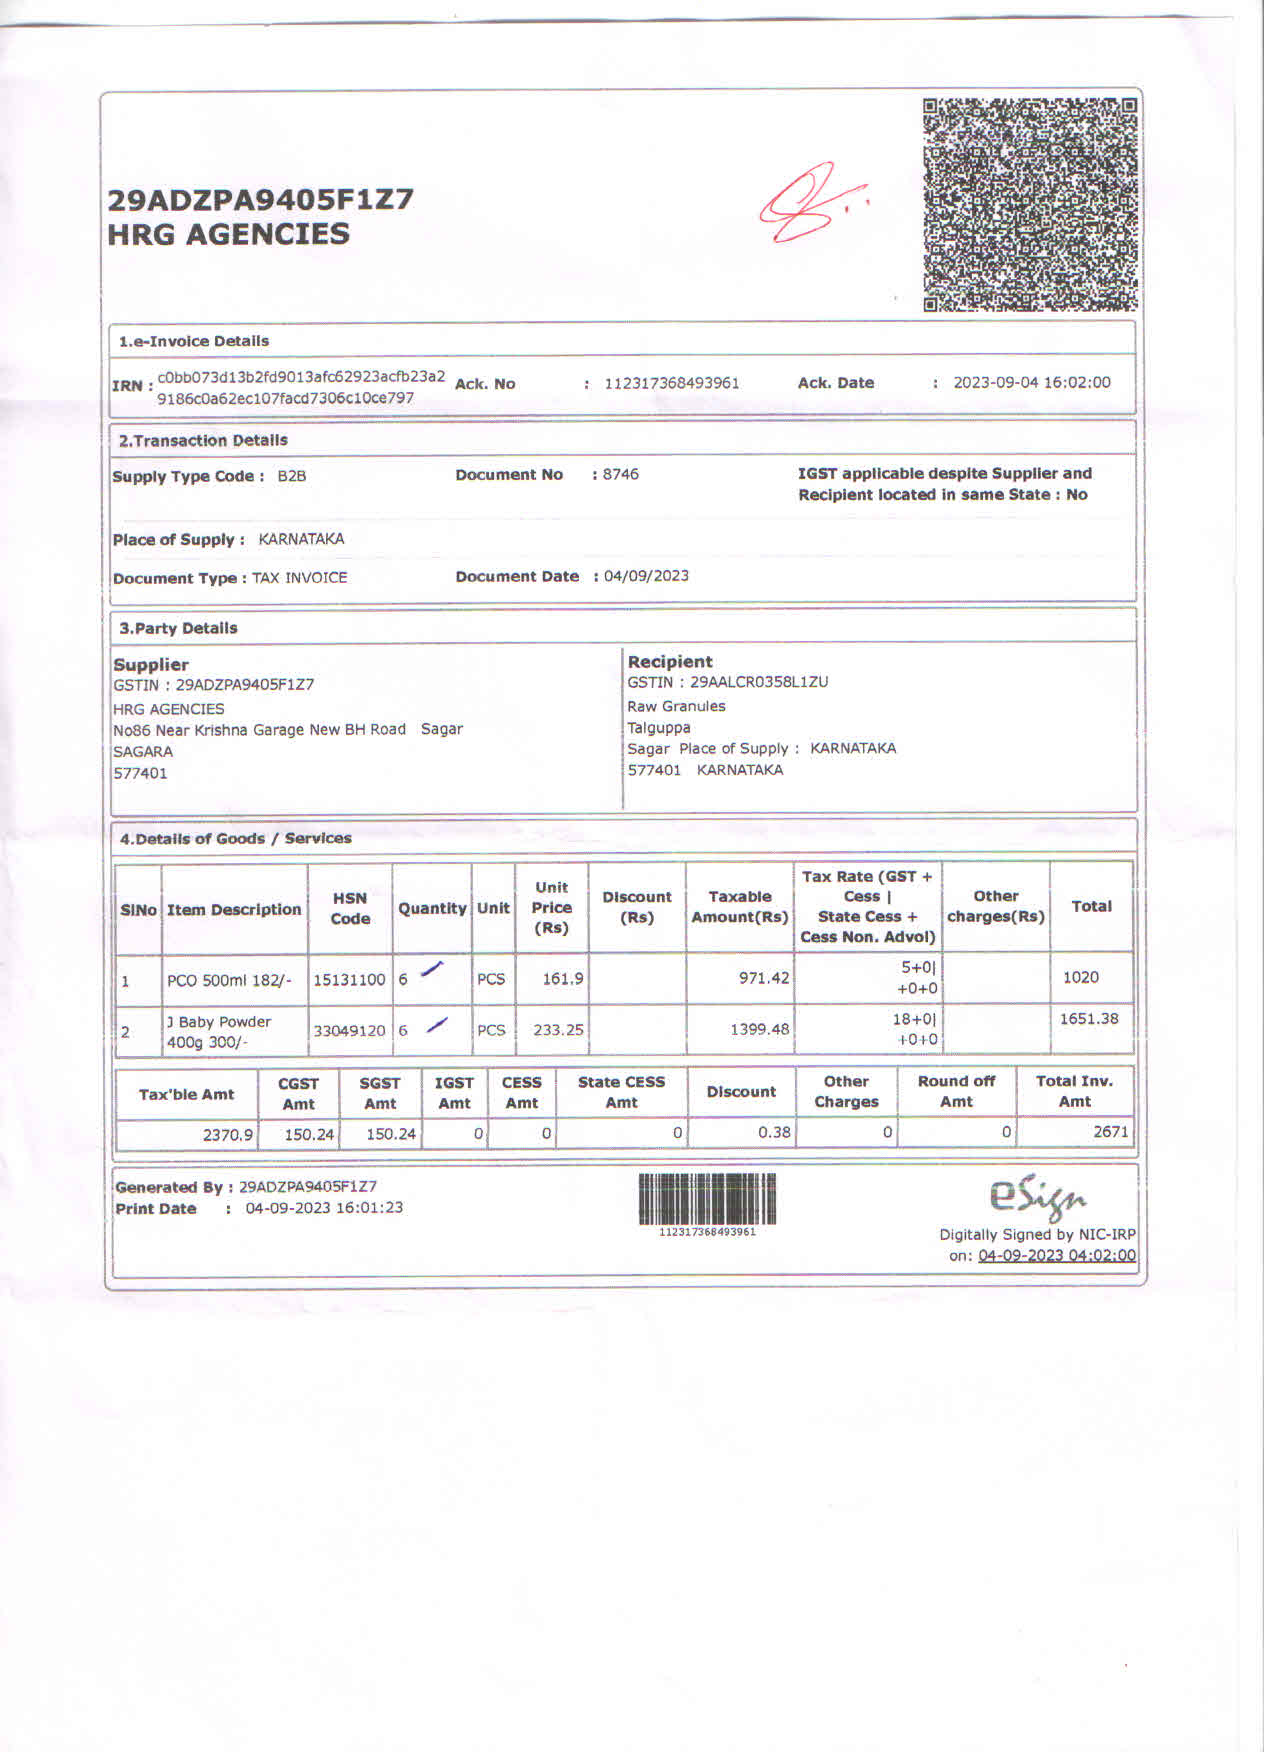 29ADZPA9405F1Z7
HRG AGENCIES
1.e-Invoice Details
IRN : c0bb073d13b2fd9013afc62923acfb23a2 Ack. No : 112317368493961 Ack. Date : 2023-09-04 16:02:00
9186c0a62ec107facd7306c10ce797
2.Transaction Details
Supply Type Code : B2B Document No : 8746 IGST applicable despite Supplier and
Recipient located in same State : No
Place of Supply : KARNATAKA
Document Type : TAX INVOICE Document Date : 04/09/2023
3.Party Details
Supplier
GSTIN : 29ADZPA9405F1Z7
HRG AGENCIES
No86 Near Krishna Garage New BH Road Sagar
SAGARA
577401
Recipient
GSTIN : 29AALCR0358L1ZU
Raw Granules
Talguppa
Sagar Place of Supply : KARNATAKA
577401 KARNATAKA
4.Details of Goods / Services
SlNo Item Description HSN Code Quantity Unit Unit Price (Rs) Discount (Rs) Taxable Amount(Rs) Tax Rate (GST + Cess | State Cess + Cess Non. Advol) Other charges(Rs) Total
1 PCO 500ml 182/- 15131100 6 PCS 161.9 971.42 5+0| +0+0 1020
2 J Baby Powder 400g 300/- 33049120 6 PCS 233.25 1399.48 18+0| +0+0 1651.38
Tax'ble Amt CGST Amt SGST Amt IGST Amt CESS Amt State CESS Amt Discount Other Charges Round off Amt Total Inv. Amt
2370.9 150.24 150.24 0 0 0 0.38 0 0 2671
Generated By : 29ADZPA9405F1Z7
Print Date : 04-09-2023 16:01:23
112317368493961
eSign
Digitally Signed by NIC-IRP
on: 04-09-2023 04:02:00